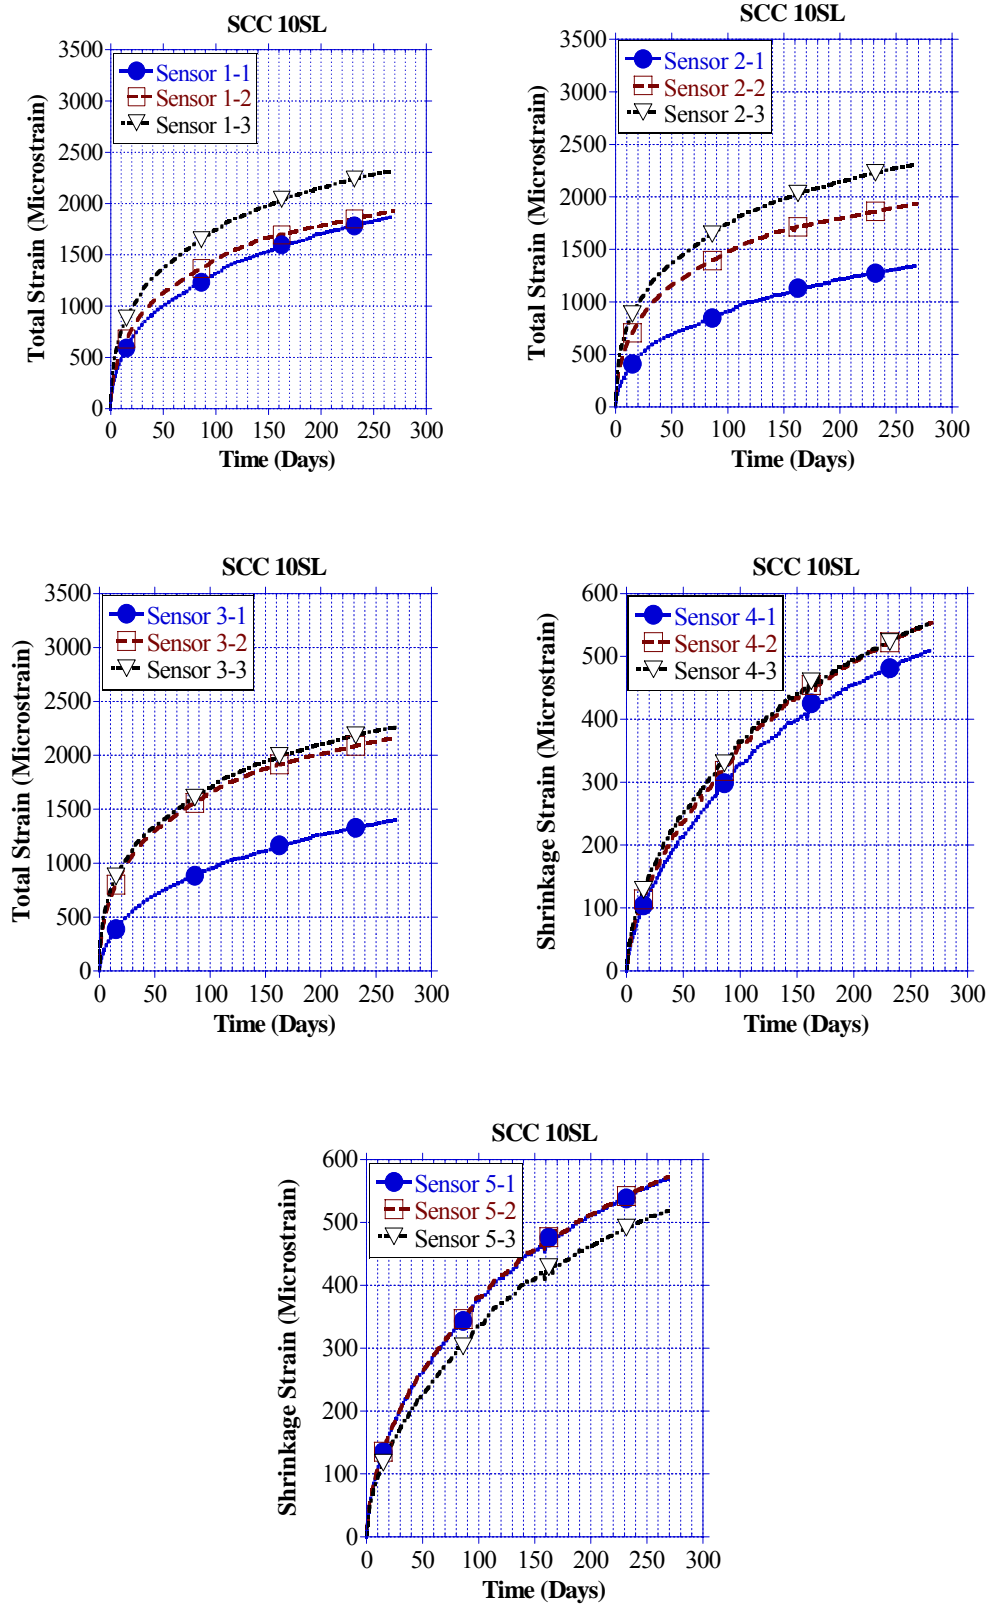 SCC 10SL
Total Strain (Microstrain)
3500
3000
2500
2000
1500
1000
500
0
Sensor 1-1
Sensor 1-2
Sensor 1-3
0 50 100 150 200 250 300
Time (Days)
SCC 10SL
Total Strain (Microstrain)
3500
3000
2500
2000
1500
1000
500
0
Sensor 2-1
Sensor 2-2
Sensor 2-3
0 50 100 150 200 250 300
Time (Days)
SCC 10SL
Total Strain (Microstrain)
3500
3000
2500
2000
1500
1000
500
0
Sensor 3-1
Sensor 3-2
Sensor 3-3
0 50 100 150 200 250 300
Time (Days)
SCC 10SL
Shrinkage Strain (Microstrain)
600
500
400
300
200
100
0
Sensor 4-1
Sensor 4-2
Sensor 4-3
0 50 100 150 200 250 300
Time (Days)
SCC 10SL
Shrinkage Strain (Microstrain)
600
500
400
300
200
100
0
Sensor 5-1
Sensor 5-2
Sensor 5-3
0 50 100 150 200 250 300
Time (Days)